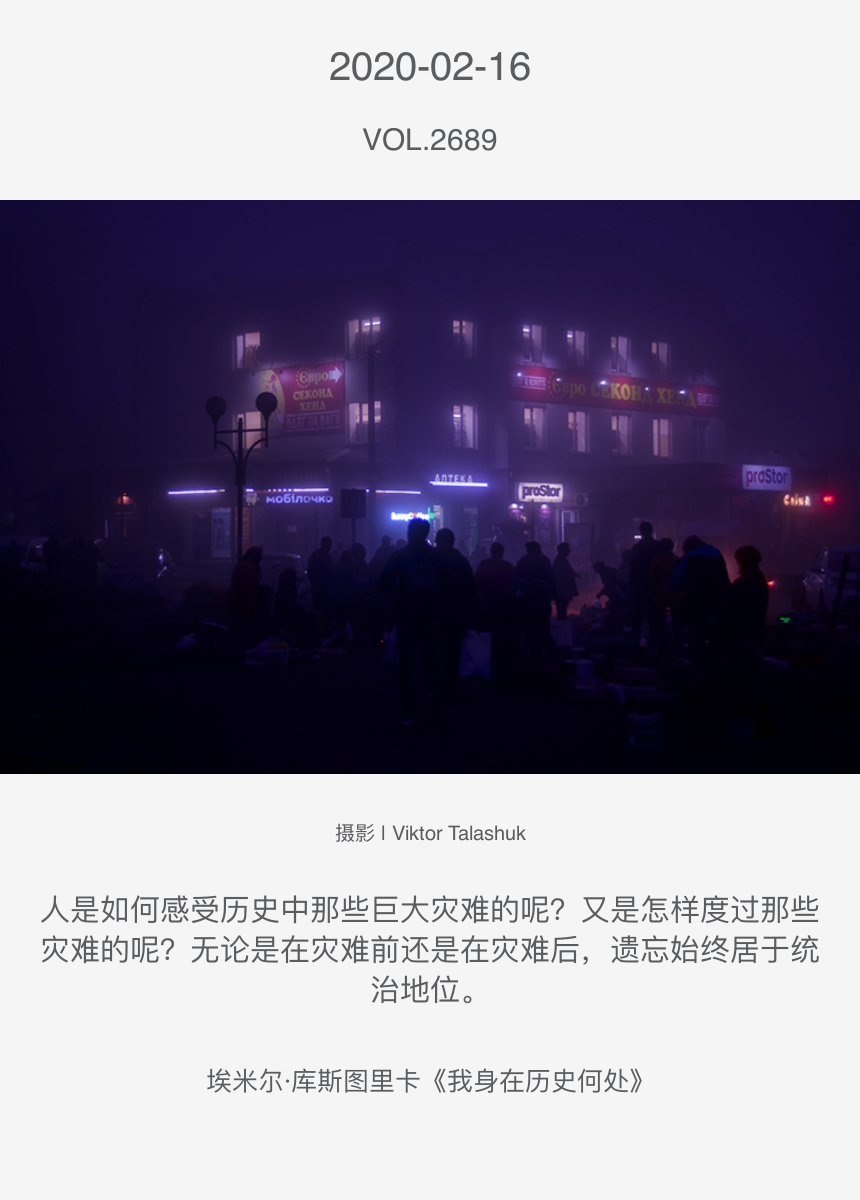 2020-02-16
VOL.2689
Євро
СЕКОНД
ХЕНД
Євро СЕКОНД ХЕНД
АПТЕКА
proStor
proStor
мобілочко
摄影 | Viktor Talashuk
人是如何感受历史中那些巨大灾难的呢？又是怎样度过那些
灾难的呢？无论是在灾难前还是在灾难后，遗忘始终居于统
治地位。
埃米尔·库斯图里卡《我身在历史何处》